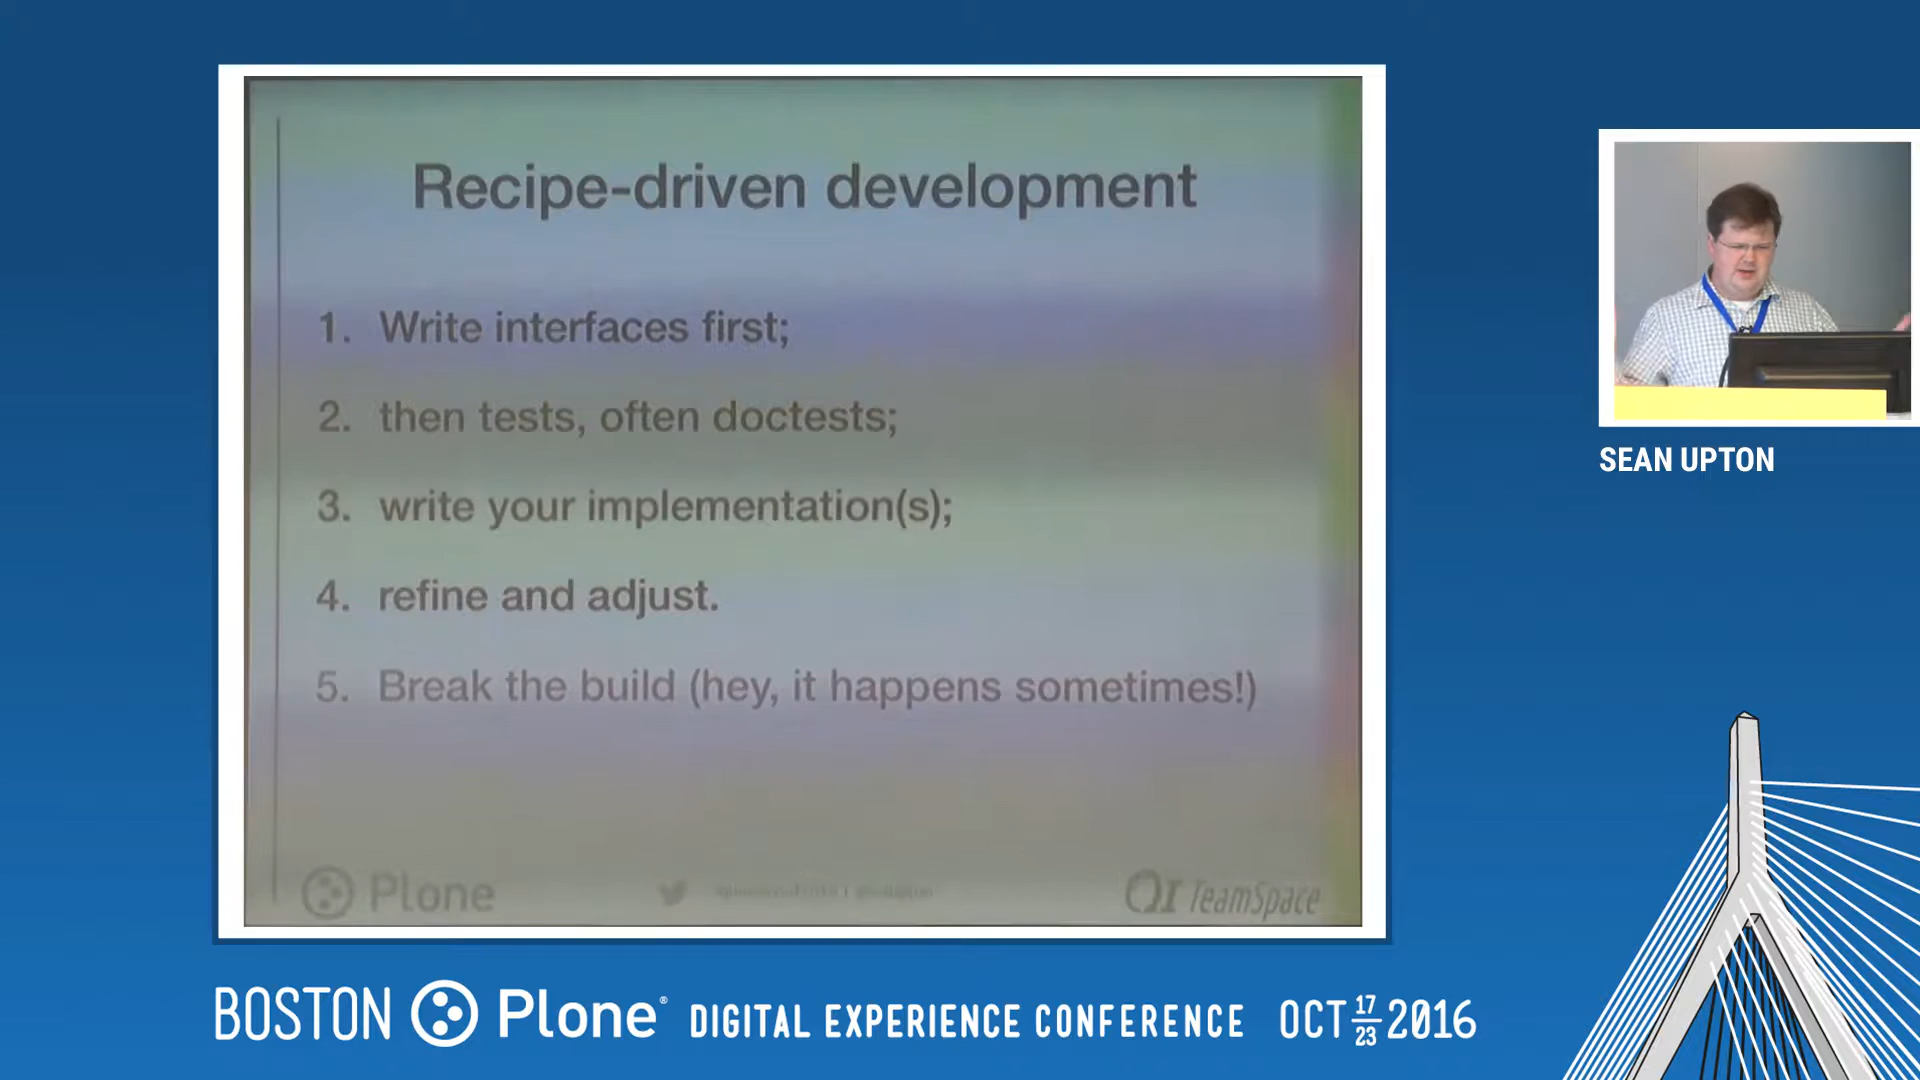 Recipe-driven development
1. Write interfaces first;
2. then tests, often doctests;
3. write your implementation(s);
4. refine and adjust.
5. Break the build (hey, it happens sometimes!)
Plone
QI TeamSpace
SEAN UPTON
BOSTON Plone® DIGITAL EXPERIENCE CONFERENCE OCT 17 23 2016